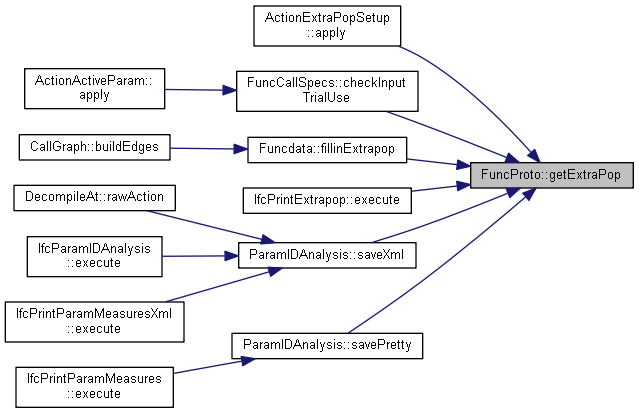 ActionExtraPopSetup
::apply
ActionActiveParam::
apply
FuncCallSpecs::checkInput
TrialUse
CallGraph::buildEdges
Funcdata::fillinExtrapop
FuncProto::getExtraPop
DecompileAt::rawAction
IfcPrintExtrapop::execute
IfcParamIDAnalysis
::execute
ParamIDAnalysis::saveXml
IfcPrintParamMeasuresXml
::execute
ParamIDAnalysis::savePretty
IfcPrintParamMeasures
::execute